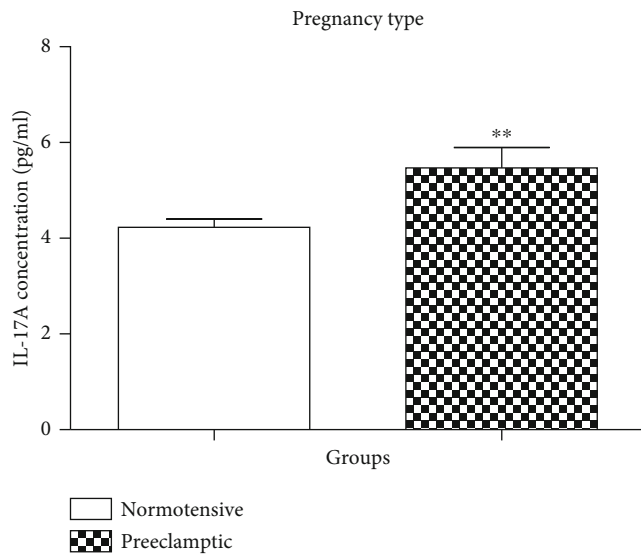 Pregnancy type
8
6
4
2
0
IL-17A concentration (pg/ml)
**
Groups
Normotensive
Preeclamptic